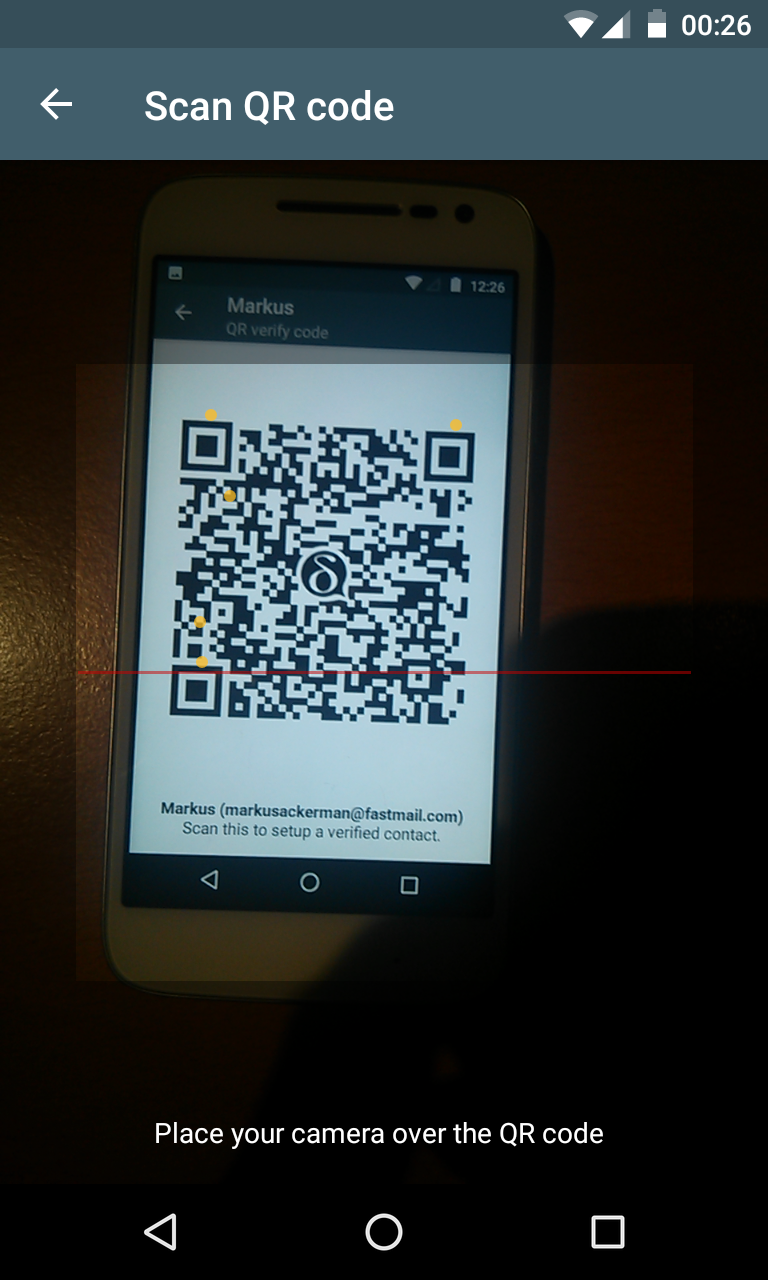 00:26
Scan QR code
12:26
Markus
QR verify code
δ
Markus (markusackerman@fastmail.com)
Scan this to setup a verified contact.
Place your camera over the QR code